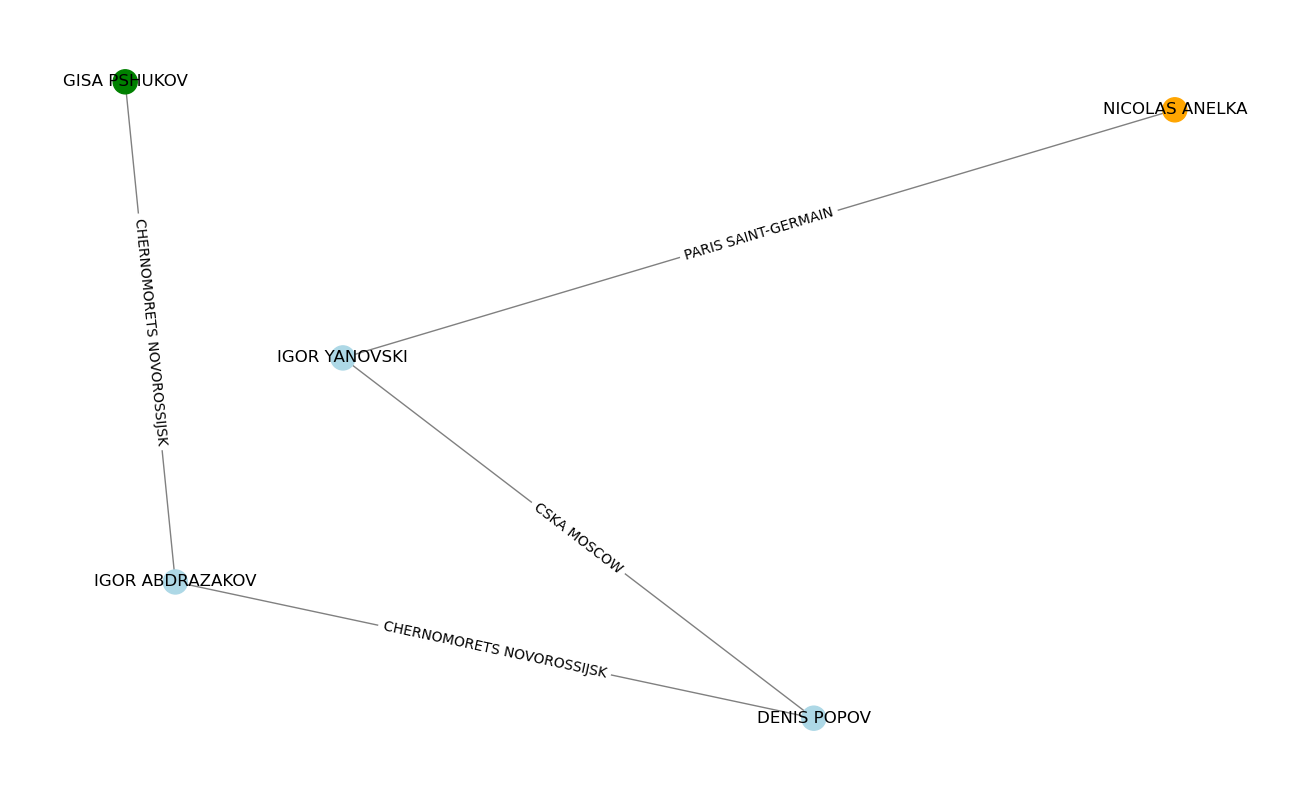 GISA PSHUKOV
NICOLAS ANELKA
CHERNOMORETS NOVOROSSIJSK
PARIS SAINT-GERMAIN
IGOR YANOVSKI
CSKA MOSCOW
IGOR ABDRAZAKOV
CHERNOMORETS NOVOROSSIJSK
DENIS POPOV